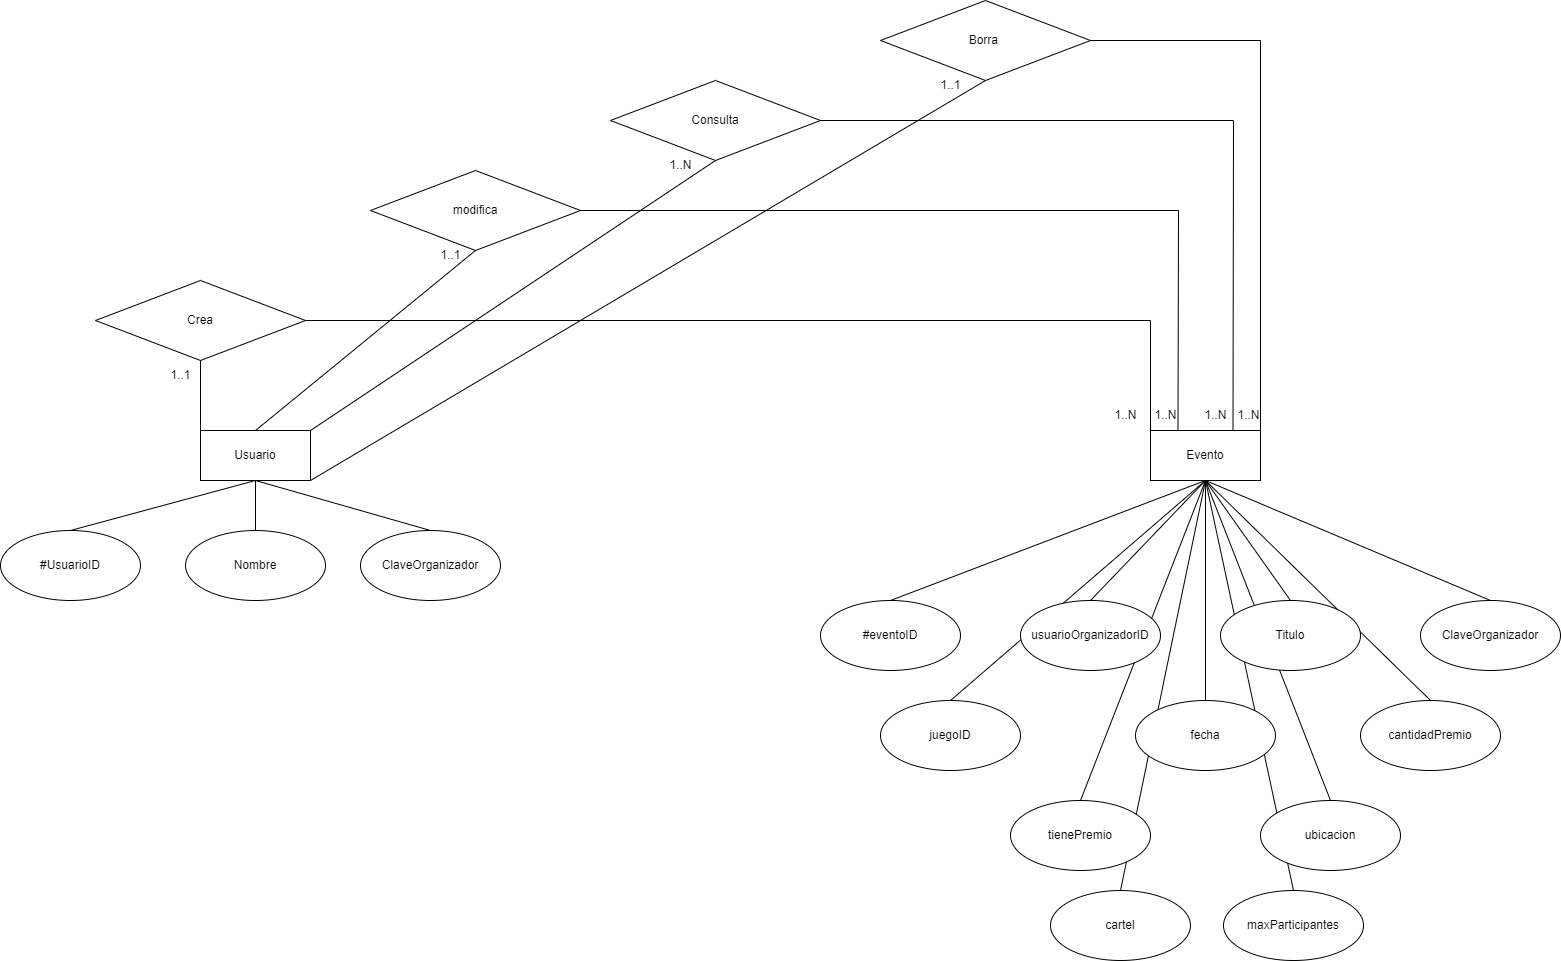 Borra
1..1
Consulta
1..N
modifica
1..1
Crea
1..1
1..N
1..N
1..N
1..N
Usuario
Evento
#UsuarioID
Nombre
ClaveOrganizador
#eventoID
usuarioOrganizadorID
Titulo
ClaveOrganizador
juegoID
fecha
cantidadPremio
tienePremio
ubicacion
cartel
maxParticipantes